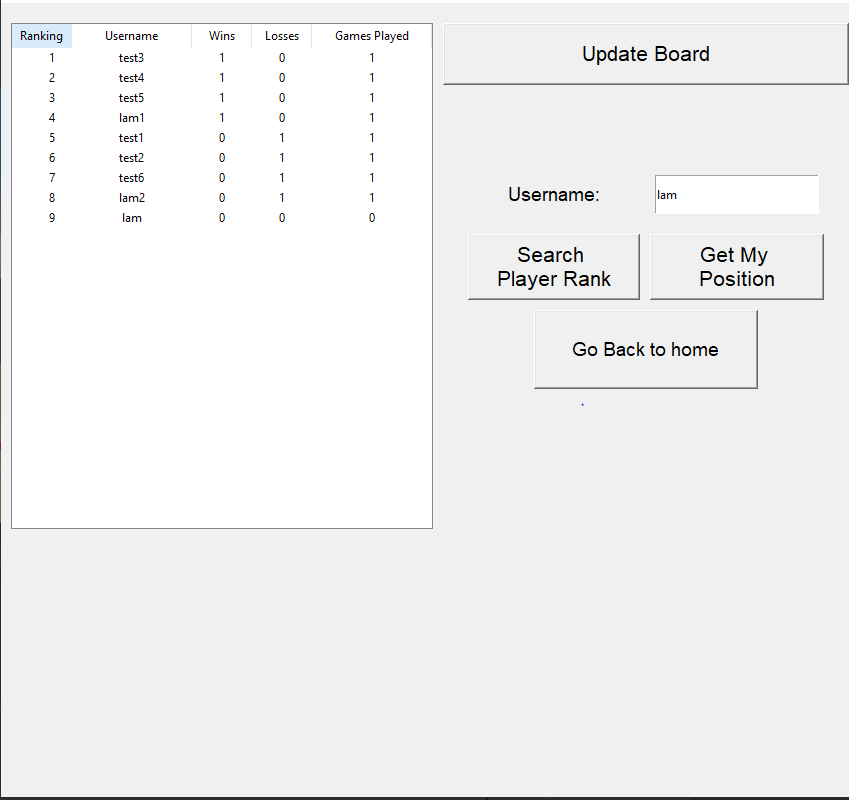 Ranking Username Wins Losses Games Played
1 test3 1 0 1
2 test4 1 0 1
3 test5 1 0 1
4 lam1 1 0 1
5 test1 0 1 1
6 test2 0 1 1
7 test6 0 1 1
8 lam2 0 1 1
9 lam 0 0 0
Update Board
Username: lam
Search
Player Rank
Get My
Position
Go Back to home